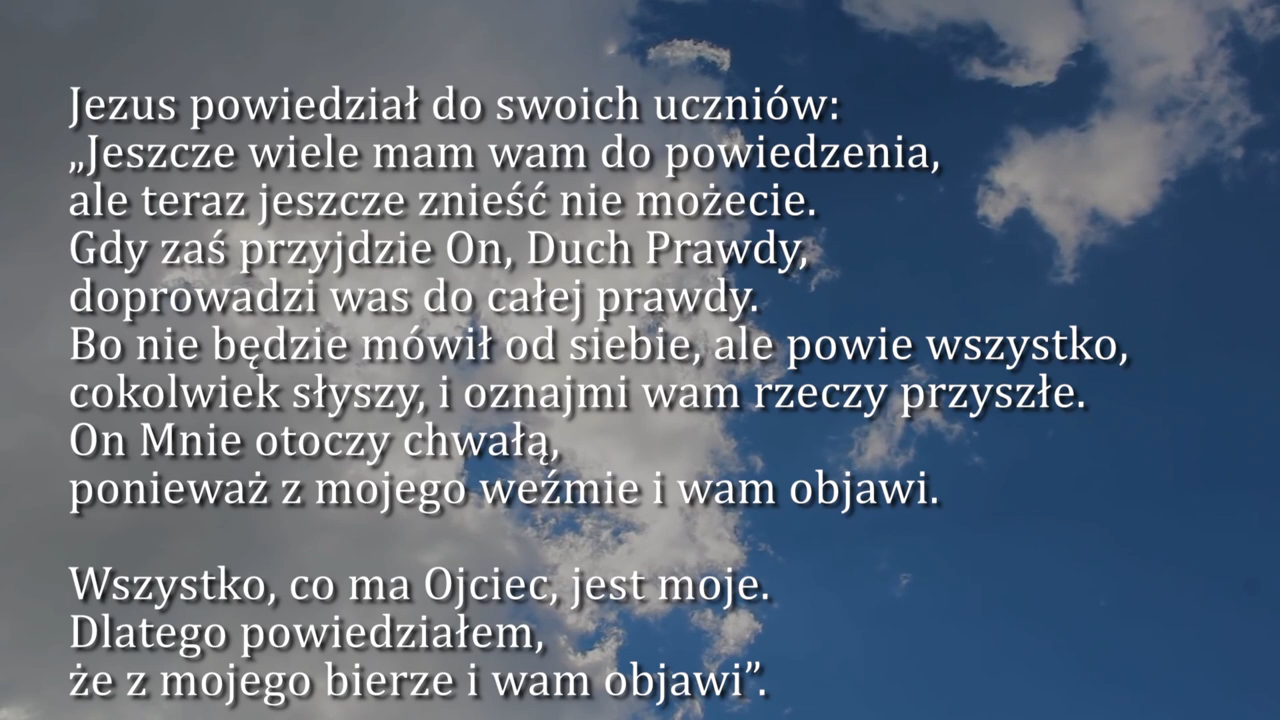 Jezus powiedział do swoich uczniów:
„Jeszcze wiele mam wam do powiedzenia,
ale teraz jeszcze znieść nie możecie.
Gdy zaś przyjdzie On, Duch Prawdy,
doprowadzi was do całej prawdy.
Bo nie będzie mówił od siebie, ale powie wszystko,
cokolwiek słyszy, i oznajmi wam rzeczy przyszłe.
On Mnie otoczy chwałą,
ponieważ z mojego weźmie i wam objawi.
Wszystko, co ma Ojciec, jest moje.
Dlatego powiedziałem,
że z mojego bierze i wam objawi”.